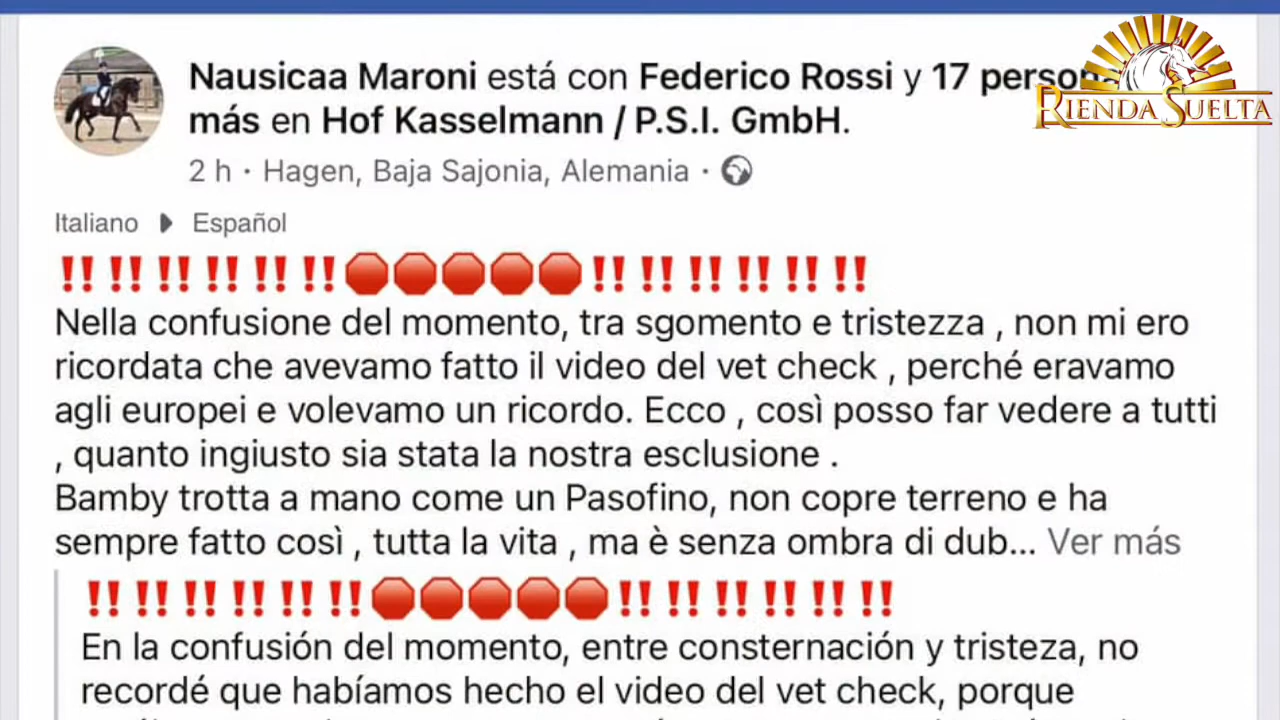 Nausicaa Maroni está con Federico Rossi y 17
más en Hof Kasselmann / P.S.I. GmbH.
RIENDA SUELTA
2 h · Hagen, Baja Sajonia, Alemania ·
Italiano ▶ Español
‼️‼️‼️‼️‼️‼️🛑🛑🛑🛑🛑‼️‼️‼️‼️‼️‼️
Nella confusione del momento, tra sgomento e tristezza , non mi ero
ricordata che avevamo fatto il video del vet check , perché eravamo
agli europei e volevamo un ricordo. Ecco , così posso far vedere a tutti
, quanto ingiusto sia stata la nostra esclusione .
Bamby trotta a mano come un Pasofino, non copre terreno e ha
sempre fatto così , tutta la vita , ma è senza ombra di dub... Ver más
‼️‼️‼️‼️‼️‼️🛑🛑🛑🛑🛑‼️‼️‼️‼️‼️‼️
En la confusión del momento, entre consternación y tristeza, no
recordé que habíamos hecho el video del vet check, porque